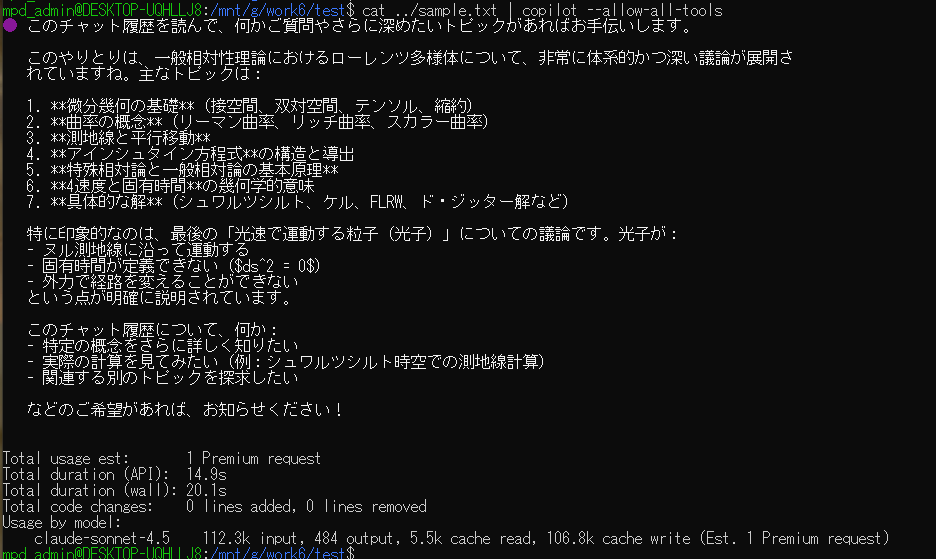 mpd_admin@DESKTOP-UQHLLJ8:/mnt/g/work6/test$ cat ../sample.txt | copilot --allow-all-tools
● このチャット履歴を読んで、何かご質問やさらに深めたいトピックがあればお手伝いします。
このやりとりは、一般相対性理論におけるローレンツ多様体について、非常に体系的かつ深い議論が展開さ
れていますね。主なトピックは：
1. **微分幾何の基礎** (接空間、双対空間、テンソル、縮約)
2. **曲率の概念** (リーマン曲率、リッチ曲率、スカラー曲率)
3. **測地線と平行移動**
4. **アインシュタイン方程式**の構造と導出
5. **特殊相対論と一般相対論の基本原理**
6. **4速度と固有時間**の幾何学的意味
7. **具体的な解** (シュワルツシルト、ケル、FLRW、ド・ジッター解など)
特に印象的なのは、最後の「光速で運動する粒子（光子）」についての議論です。光子が：
- ヌル測地線に沿って運動する
- 固有時間が定義できない ($ds^2 = 0$)
- 外力で経路を変えることができない
という点が明確に説明されています。
このチャット履歴について、何か：
- 特定の概念をさらに詳しく知りたい
- 実際の計算を見てみたい (例：シュワルツシルト時空での測地線計算)
- 関連する別のトピックを探求したい
などのご希望があれば、お知らせください！
Total usage est: 1 Premium request
Total duration (API): 14.9s
Total duration (wall): 20.1s
Total code changes: 0 lines added, 0 lines removed
Usage by model:
claude-sonnet-4.5 112.3k input, 484 output, 5.5k cache read, 106.8k cache write (Est. 1 Premium request)
mpd_admin@DESKTOP-UQHLLJ8:/mnt/g/work6/test$